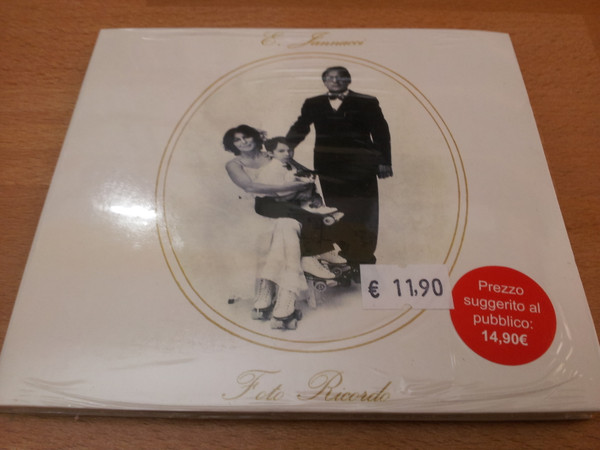 E. Jannacci
€ 11,90
Prezzo
suggerito al
pubblico:
14,90€
Foto Ricordo